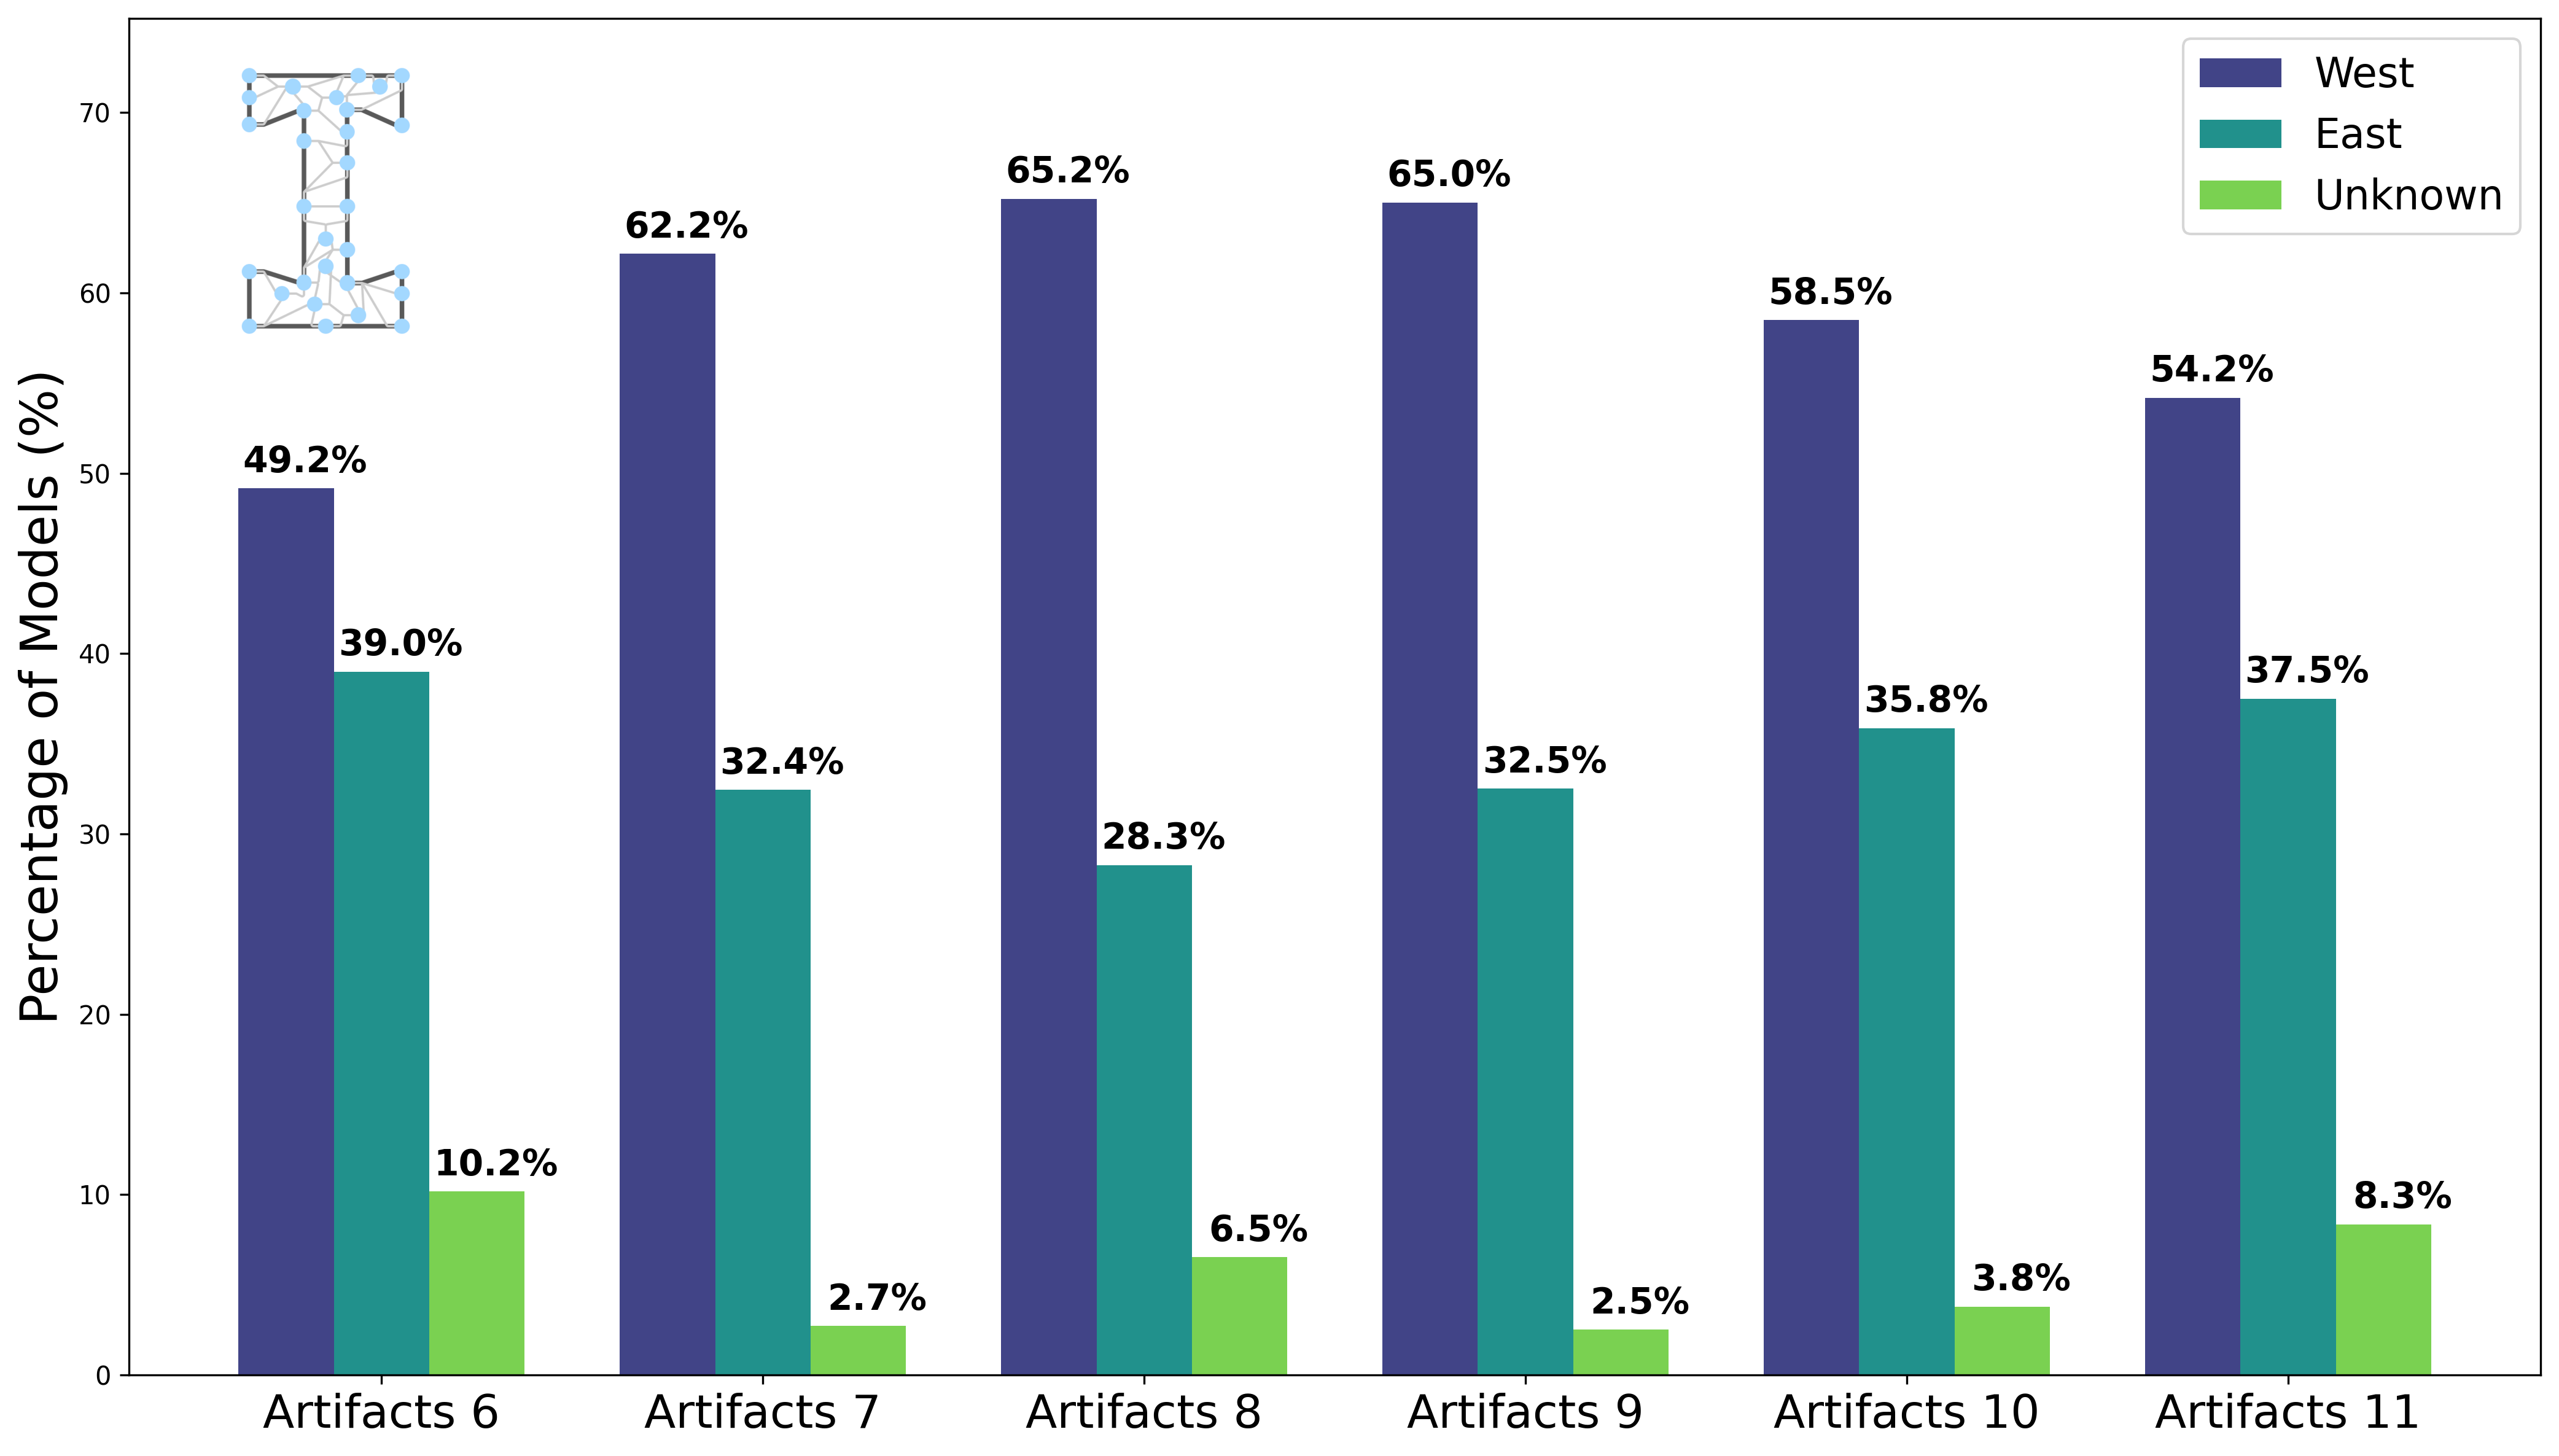 Percentage of Models (%)
70
60
50
40
30
20
10
0
West
East
Unknown
49.2%
39.0%
10.2%
62.2%
32.4%
2.7%
65.2%
28.3%
6.5%
65.0%
32.5%
2.5%
58.5%
35.8%
3.8%
54.2%
37.5%
8.3%
Artifacts 6
Artifacts 7
Artifacts 8
Artifacts 9
Artifacts 10
Artifacts 11